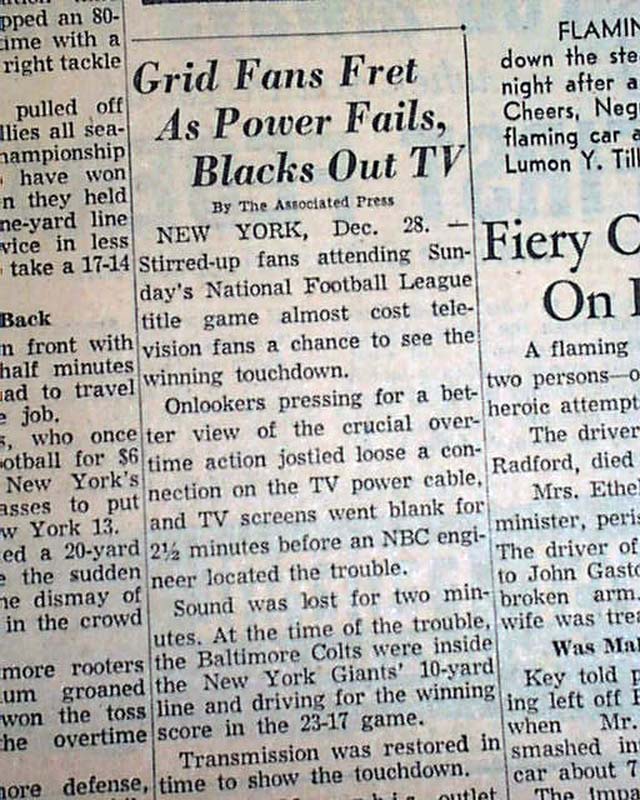 pped an 80-
time with a
right tackle
pulled off
llies all sea-
hampionship
have won
n they held
ne-yard line
wice in less
take a 17-14
Back
n front with
half minutes
ad to travel
e job.
s, who once
otball for $6
New York's
asses to put
w York 13.
ed a 20-yard
e the sudden
he dismay of
in the crowd
more rooters
um groaned
won the toss
he overtime
more defense,
Grid Fans Fret
As Power Fails,
Blacks Out TV
By The Associated Press
NEW YORK, Dec. 28. —
Stirred-up fans attending Sun-
day's National Football League
title game almost cost tele-
vision fans a chance to see the
winning touchdown.
Onlookers pressing for a bet-
ter view of the crucial over-
time action jostled loose a con-
nection on the TV power cable,
and TV screens went blank for
2½ minutes before an NBC engi-
neer located the trouble.
Sound was lost for two min-
utes. At the time of the trouble,
the Baltimore Colts were inside
the New York Giants' 10-yard
line and driving for the winning
score in the 23-17 game.
Transmission was restored in
time to show the touchdown.
outlet
FLAMIN
down the ste
night after a
Cheers, Neg
flaming car a
Lumon Y. Till
Fiery C
On
A flaming
two persons—o
heroic attempt
The driver
Radford, died
Mrs. Ethe
minister, peris
The driver of
to John Gasto
broken arm.
wife was trea
Was Ma
Key told p
ing left off
when Mr.
smashed in
car about 7
The impa